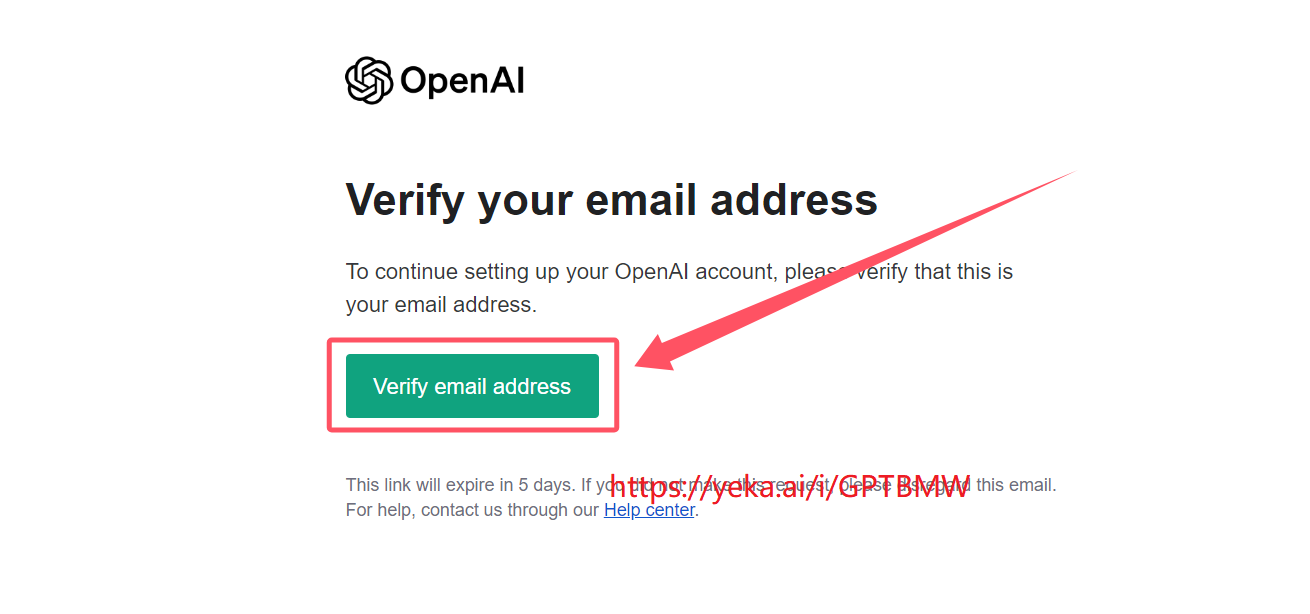 OpenAI
Verify your email address
To continue setting up your OpenAI account, please verify that this is
your email address.
Verify email address
This link will expire in 5 days. If you did not make this request, please disregard this email.
https://yeka.ai/i/GPTBMW
For help, contact us through our Help center.